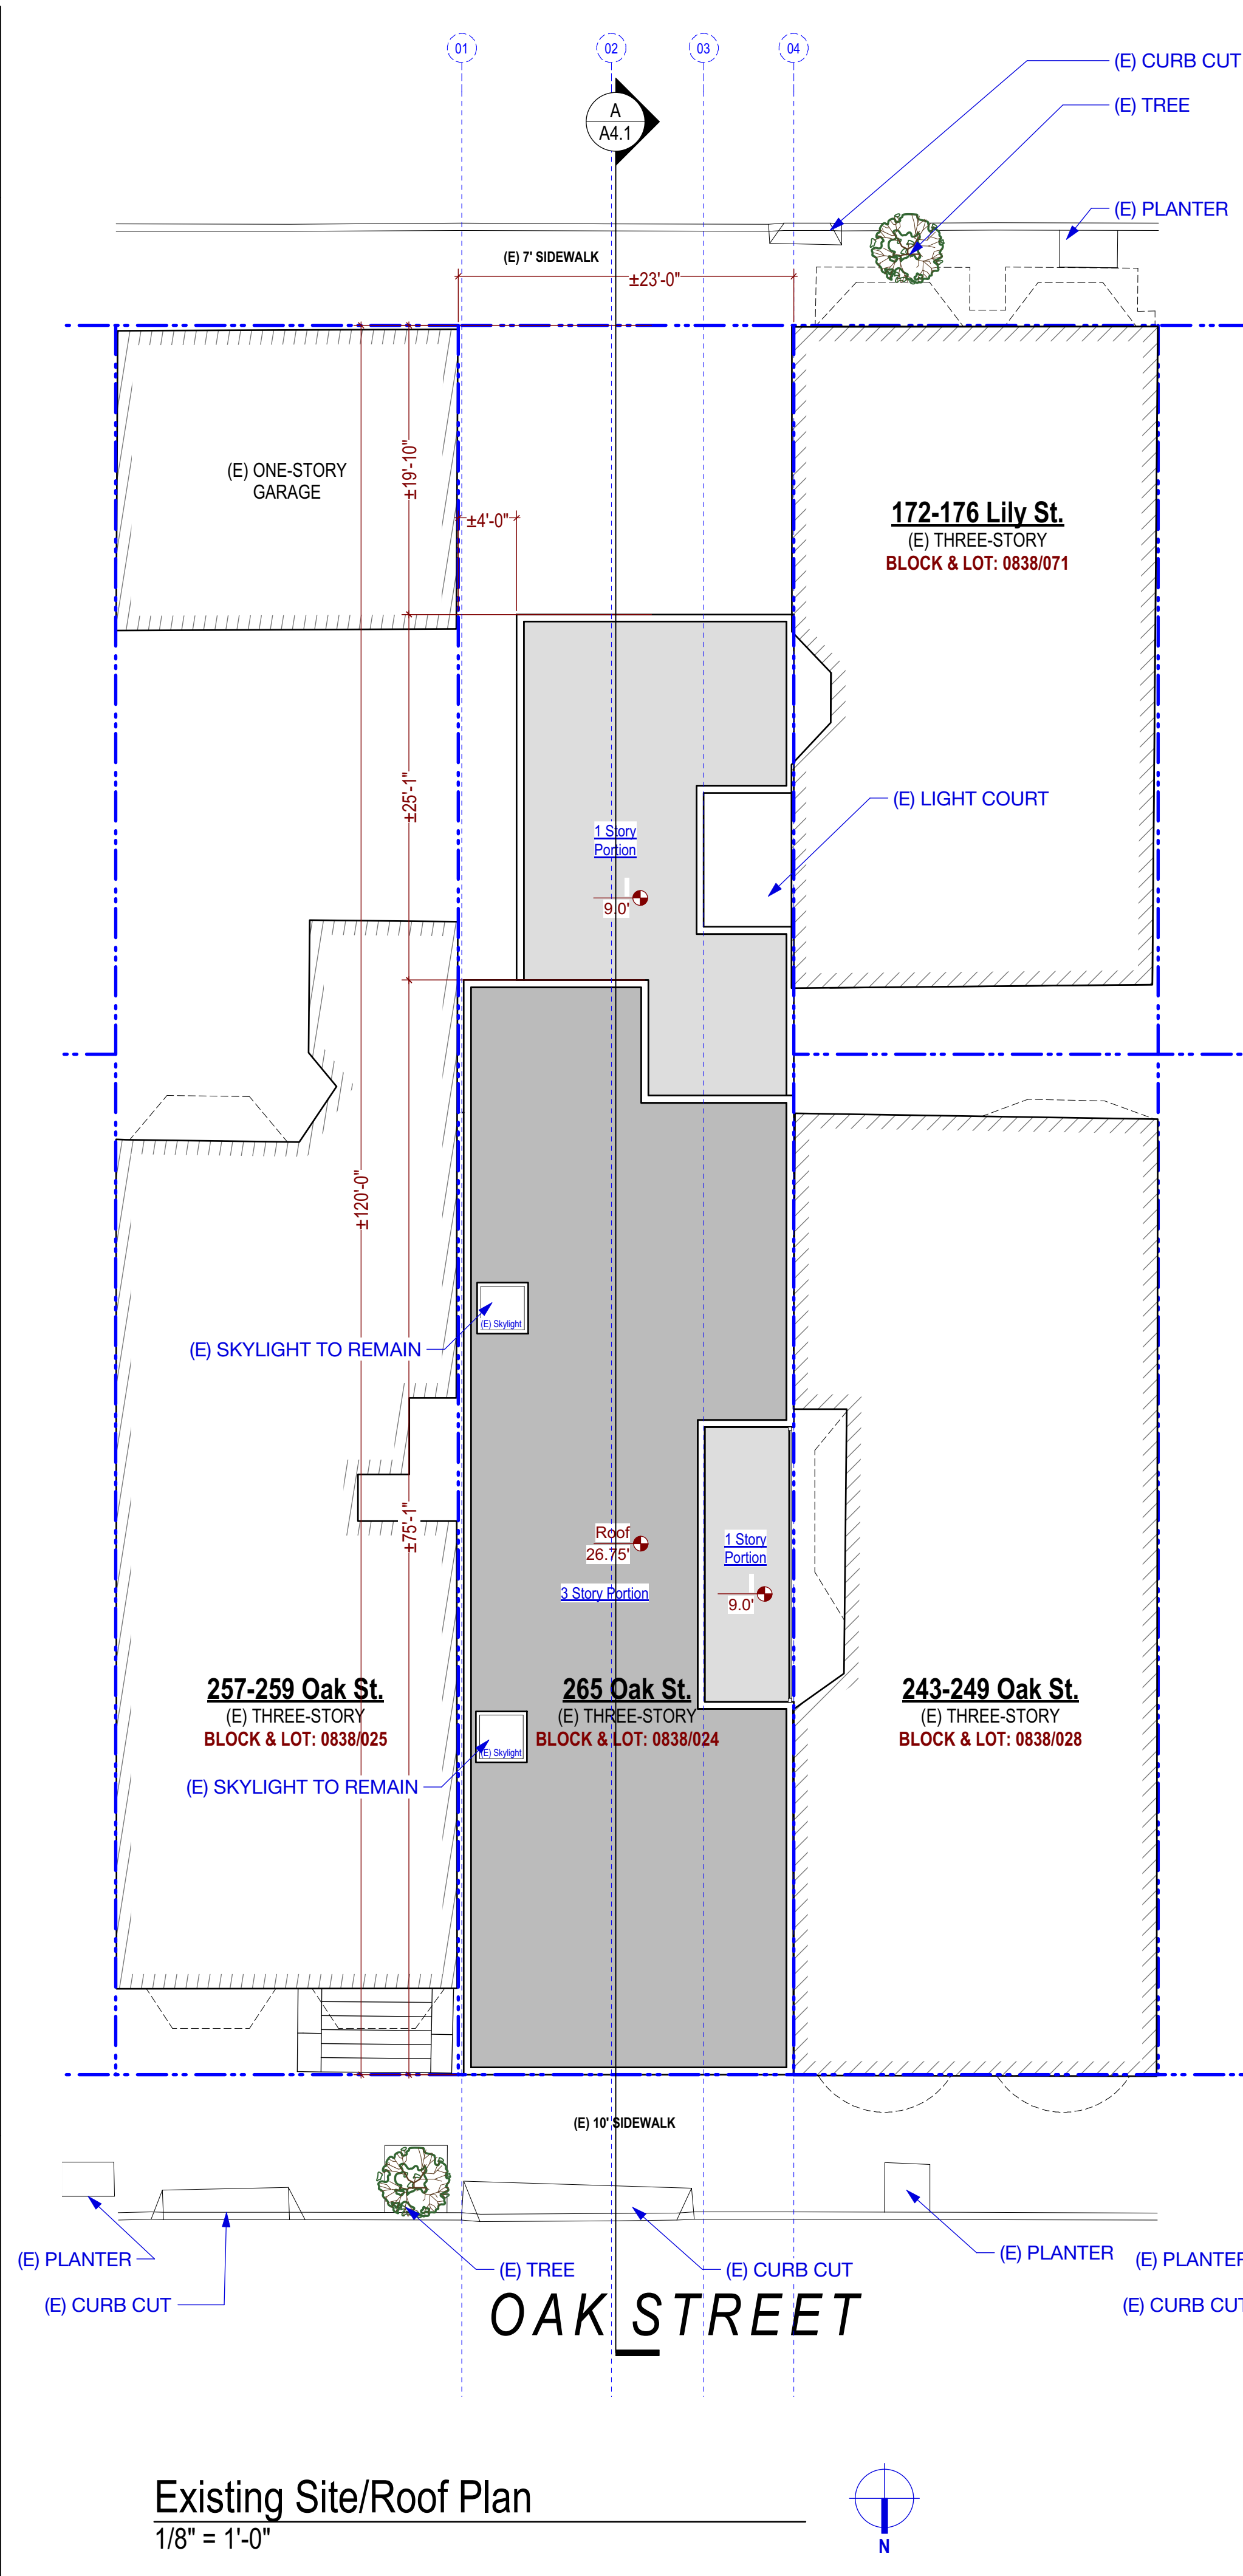 01
02
03
04
A
A4.1
(E) CURB CUT
(E) TREE
(E) PLANTER
(E) 7' SIDEWALK
±23'-0"
(E) ONE-STORY
GARAGE
±19'-10"
±4'-0"
172-176 Lily St.
(E) THREE-STORY
BLOCK & LOT: 0838/071
±25'-1"
(E) LIGHT COURT
1 Story
Portion
9.0'
±120'-0"
(E) Skylight
(E) SKYLIGHT TO REMAIN
±75'-1"
Roof
26.75'
3 Story Portion
1 Story
Portion
9.0'
257-259 Oak St.
(E) THREE-STORY
BLOCK & LOT: 0838/025
265 Oak St.
(E) THREE-STORY
BLOCK & LOT: 0838/024
243-249 Oak St.
(E) THREE-STORY
BLOCK & LOT: 0838/028
(E) Skylight
(E) SKYLIGHT TO REMAIN
(E) 10' SIDEWALK
(E) PLANTER
(E) CURB CUT
(E) TREE
(E) CURB CUT
(E) PLANTER
(E) PLANTER
(E) CURB CUT
OAK STREET
Existing Site/Roof Plan
1/8" = 1'-0"
N